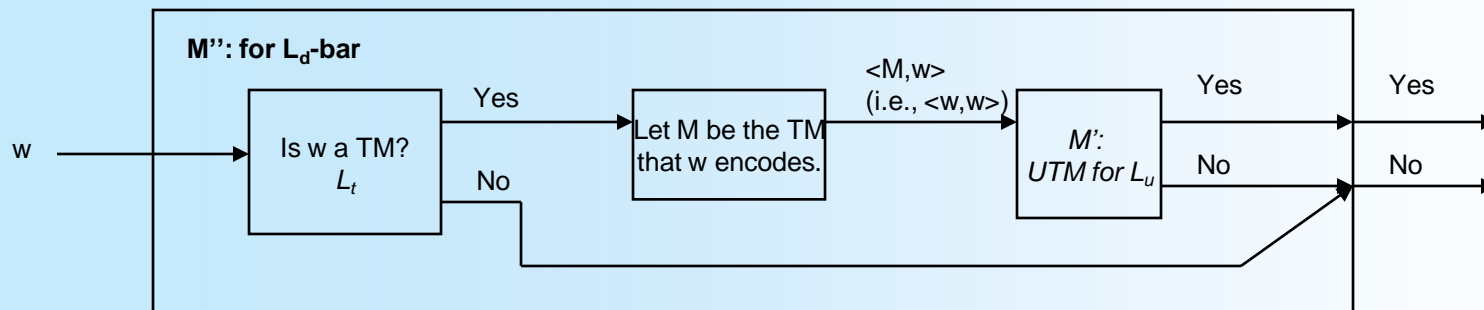 M’’: for Ld-bar
w
Is w a TM?
Lt
Yes
No
Let M be the TM
that w encodes.
<M,w>
(i.e., <w,w>)
M’:
UTM for Lu
Yes
No
Yes
No